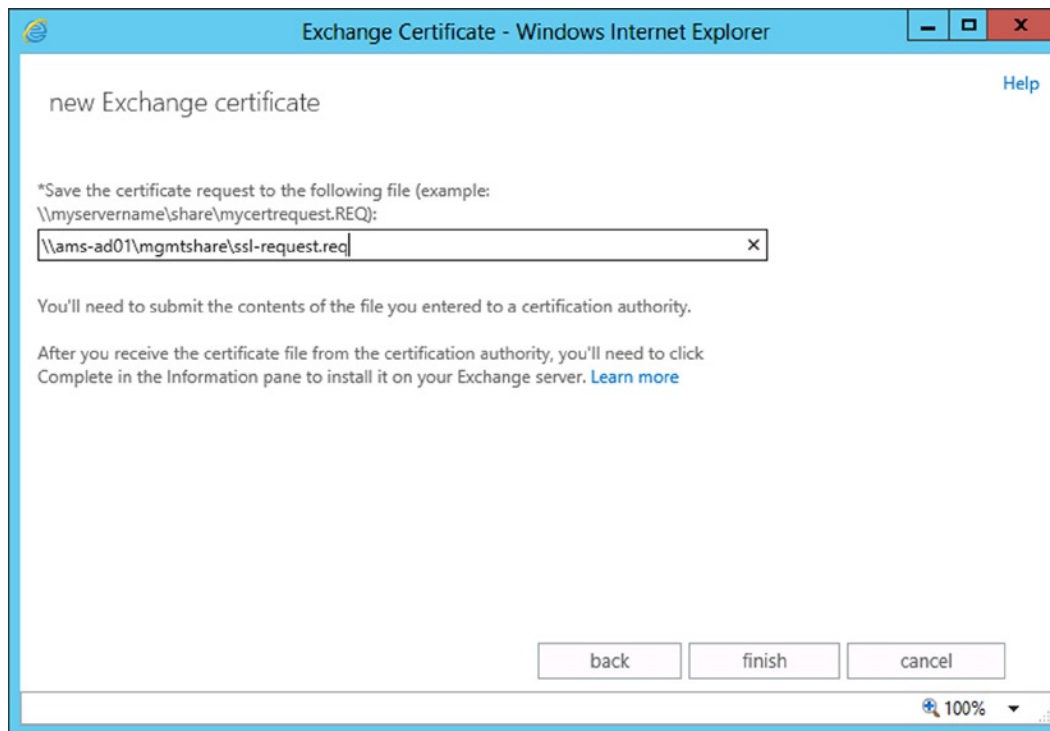 Exchange Certificate - Windows Internet Explorer
Help
new Exchange certificate
*Save the certificate request to the following file (example:
\\myservername\share\mycertrequest.REQ):
\\ams-ad01\mgmtshare\ssl-request.req
You'll need to submit the contents of the file you entered to a certification authority.
After you receive the certificate file from the certification authority, you'll need to click
Complete in the Information pane to install it on your Exchange server. Learn more
back
finish
cancel
100%